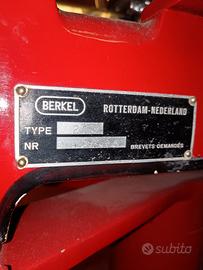 BERKEL ROTTERDAM-NEDERLAND
TYPE
NR BREVETS DEMANDÉS
subito